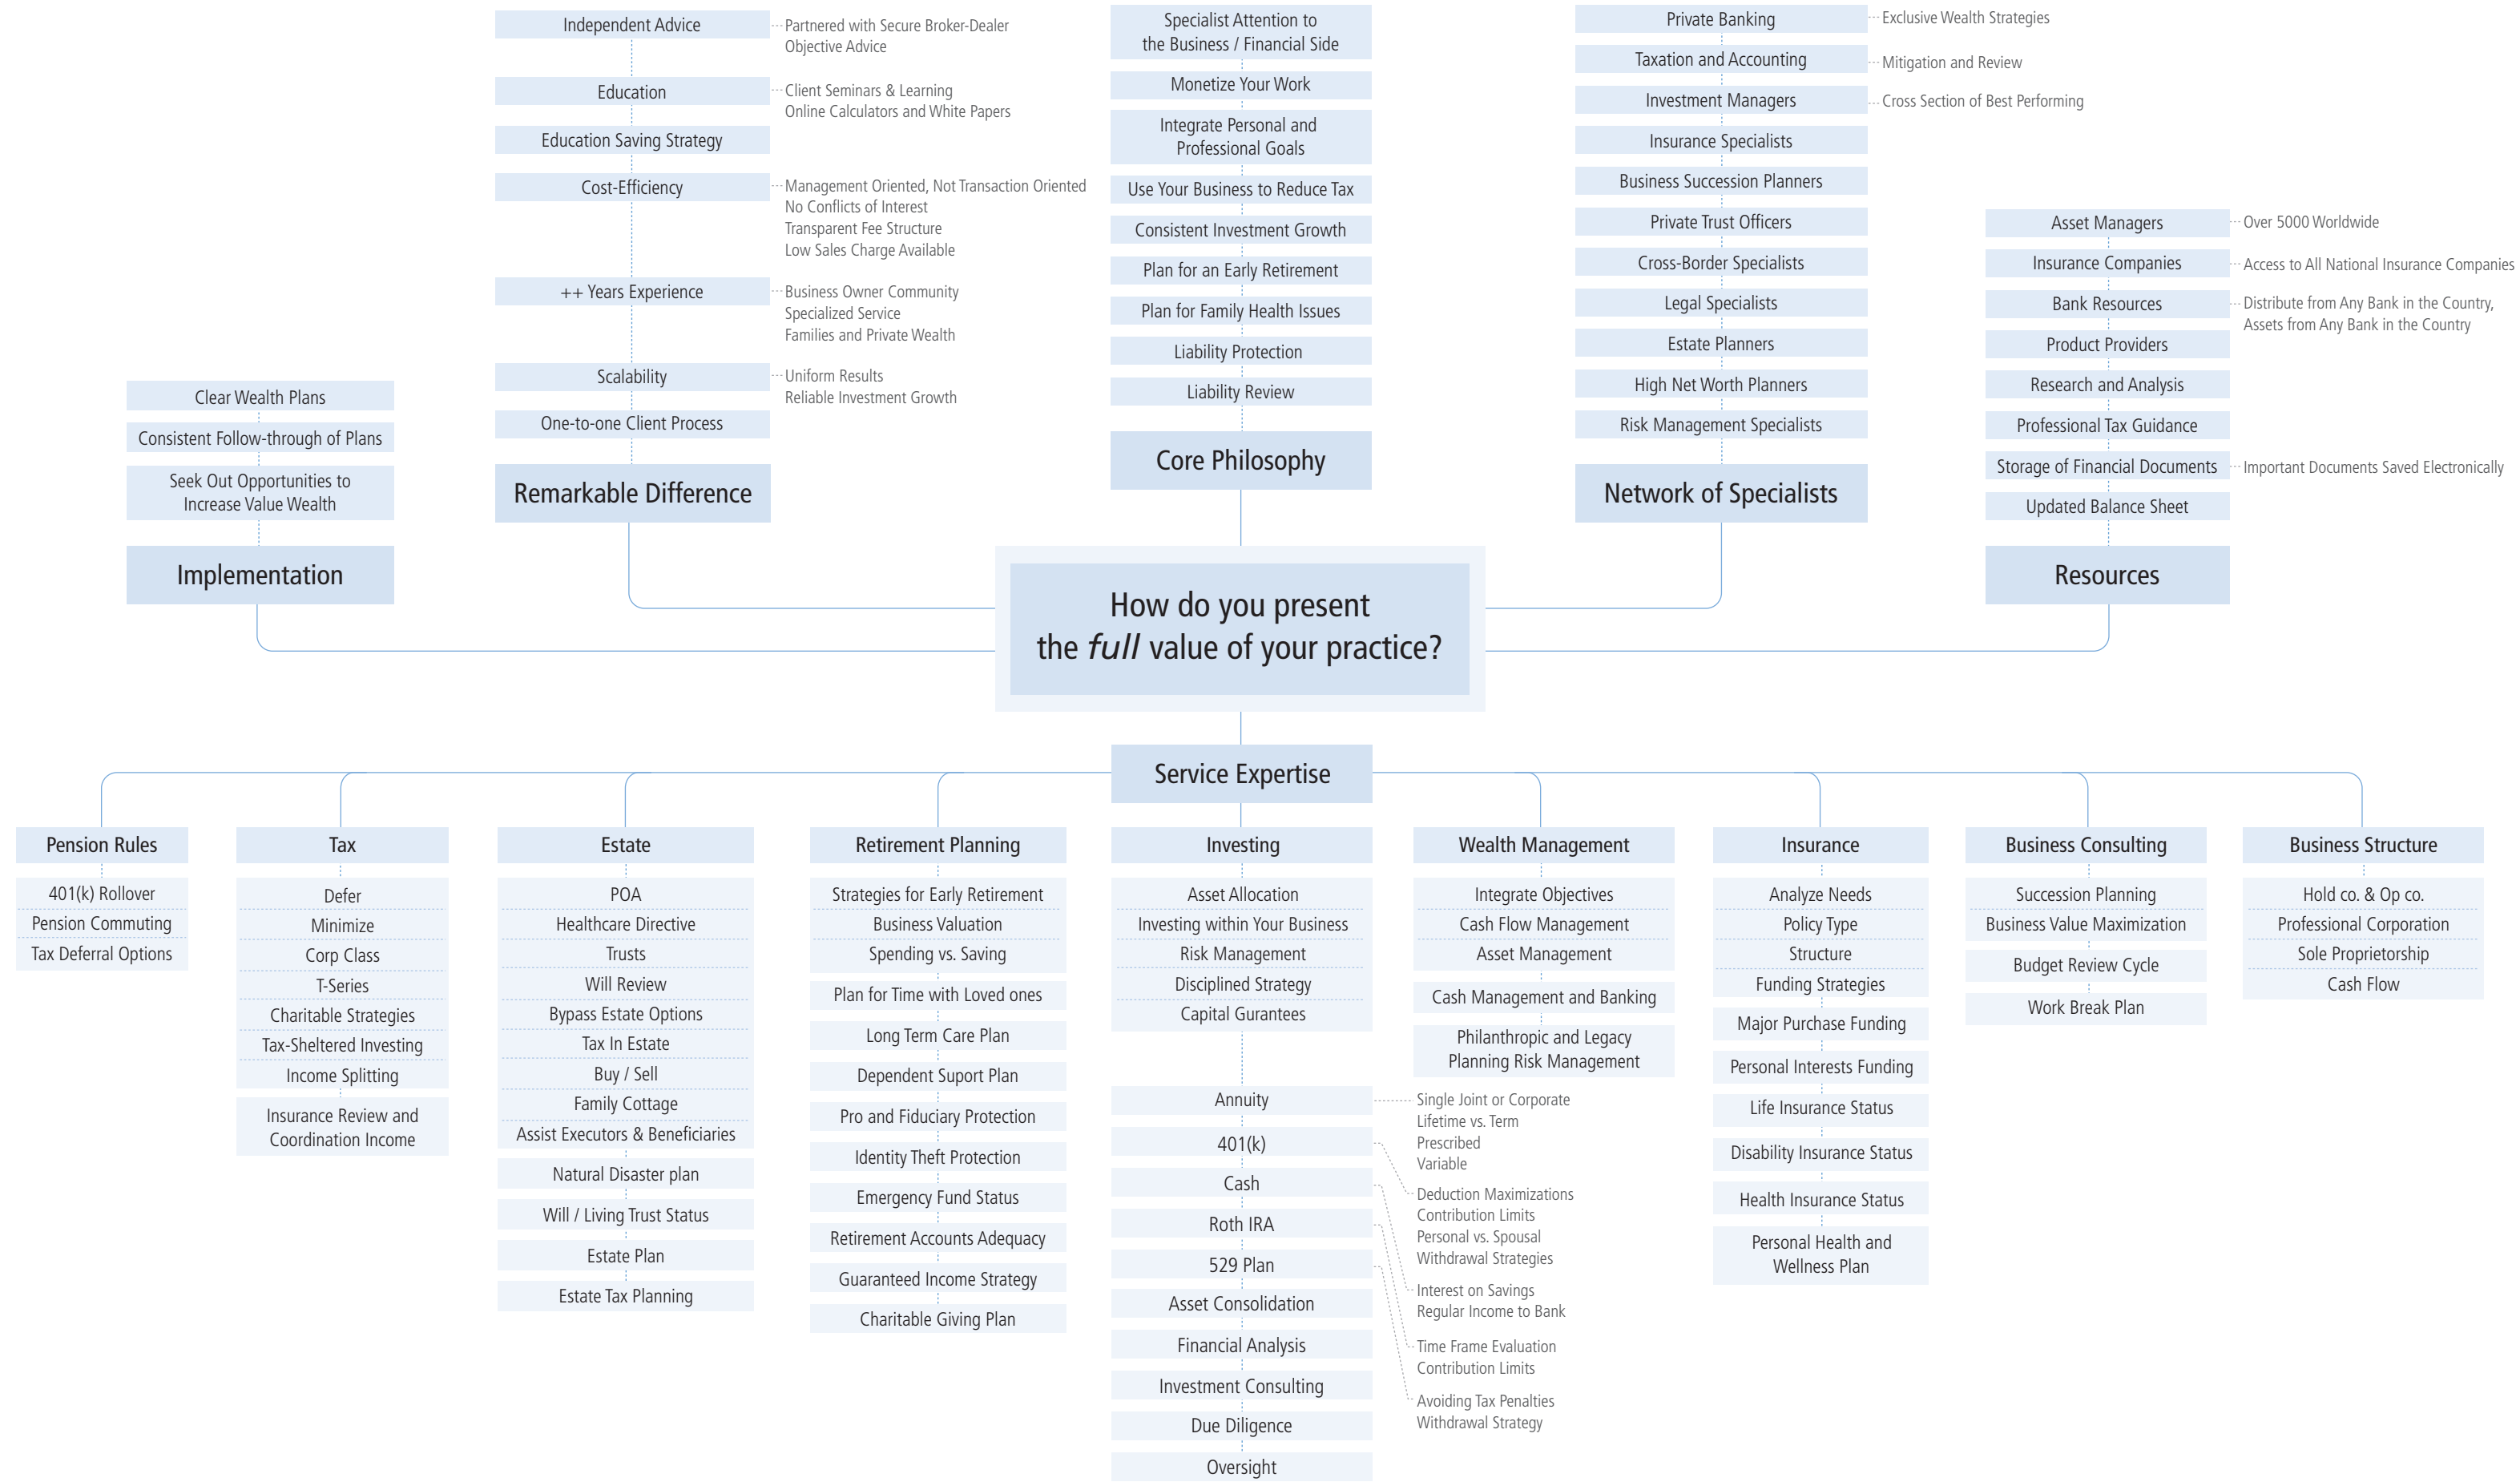 Independent Advice
Partnered with Secure Broker-Dealer
Objective Advice
Education
Client Seminars & Learning
Online Calculators and White Papers
Education Saving Strategy
Cost-Efficiency
Management Oriented, Not Transaction Oriented
No Conflicts of Interest
Transparent Fee Structure
Low Sales Charge Available
++ Years Experience
Business Owner Community
Specialized Service
Families and Private Wealth
Scalability
Uniform Results
Reliable Investment Growth
One-to-one Client Process
Remarkable Difference
Specialist Attention to
the Business / Financial Side
Monetize Your Work
Integrate Personal and
Professional Goals
Use Your Business to Reduce Tax
Consistent Investment Growth
Plan for an Early Retirement
Plan for Family Health Issues
Liability Protection
Liability Review
Core Philosophy
Private Banking
Exclusive Wealth Strategies
Taxation and Accounting
Mitigation and Review
Investment Managers
Cross Section of Best Performing
Insurance Specialists
Business Succession Planners
Private Trust Officers
Cross-Border Specialists
Legal Specialists
Estate Planners
High Net Worth Planners
Risk Management Specialists
Network of Specialists
Asset Managers
Over 5000 Worldwide
Insurance Companies
Access to All National Insurance Companies
Bank Resources
Distribute from Any Bank in the Country,
Assets from Any Bank in the Country
Product Providers
Research and Analysis
Professional Tax Guidance
Storage of Financial Documents
Important Documents Saved Electronically
Updated Balance Sheet
Resources
Clear Wealth Plans
Consistent Follow-through of Plans
Seek Out Opportunities to
Increase Value Wealth
Implementation
How do you present
the full value of your practice?
Service Expertise
Pension Rules
401(k) Rollover
Pension Commuting
Tax Deferral Options
Tax
Defer
Minimize
Corp Class
T-Series
Charitable Strategies
Tax-Sheltered Investing
Income Splitting
Insurance Review and
Coordination Income
Estate
POA
Healthcare Directive
Trusts
Will Review
Bypass Estate Options
Tax In Estate
Buy / Sell
Family Cottage
Assist Executors & Beneficiaries
Natural Disaster plan
Will / Living Trust Status
Estate Plan
Estate Tax Planning
Retirement Planning
Strategies for Early Retirement
Business Valuation
Spending vs. Saving
Plan for Time with Loved ones
Long Term Care Plan
Dependent Suport Plan
Pro and Fiduciary Protection
Identity Theft Protection
Emergency Fund Status
Retirement Accounts Adequacy
Guaranteed Income Strategy
Charitable Giving Plan
Investing
Asset Allocation
Investing within Your Business
Risk Management
Disciplined Strategy
Capital Gurantees
Annuity
401(k)
Cash
Roth IRA
529 Plan
Asset Consolidation
Financial Analysis
Investment Consulting
Due Diligence
Oversight
Single Joint or Corporate
Lifetime vs. Term
Prescribed
Variable
Deduction Maximizations
Contribution Limits
Personal vs. Spousal
Withdrawal Strategies
Interest on Savings
Regular Income to Bank
Time Frame Evaluation
Contribution Limits
Avoiding Tax Penalties
Withdrawal Strategy
Wealth Management
Integrate Objectives
Cash Flow Management
Asset Management
Cash Management and Banking
Philanthropic and Legacy
Planning Risk Management
Insurance
Analyze Needs
Policy Type
Structure
Funding Strategies
Major Purchase Funding
Personal Interests Funding
Life Insurance Status
Disability Insurance Status
Health Insurance Status
Personal Health and
Wellness Plan
Business Consulting
Succession Planning
Business Value Maximization
Budget Review Cycle
Work Break Plan
Business Structure
Hold co. & Op co.
Professional Corporation
Sole Proprietorship
Cash Flow